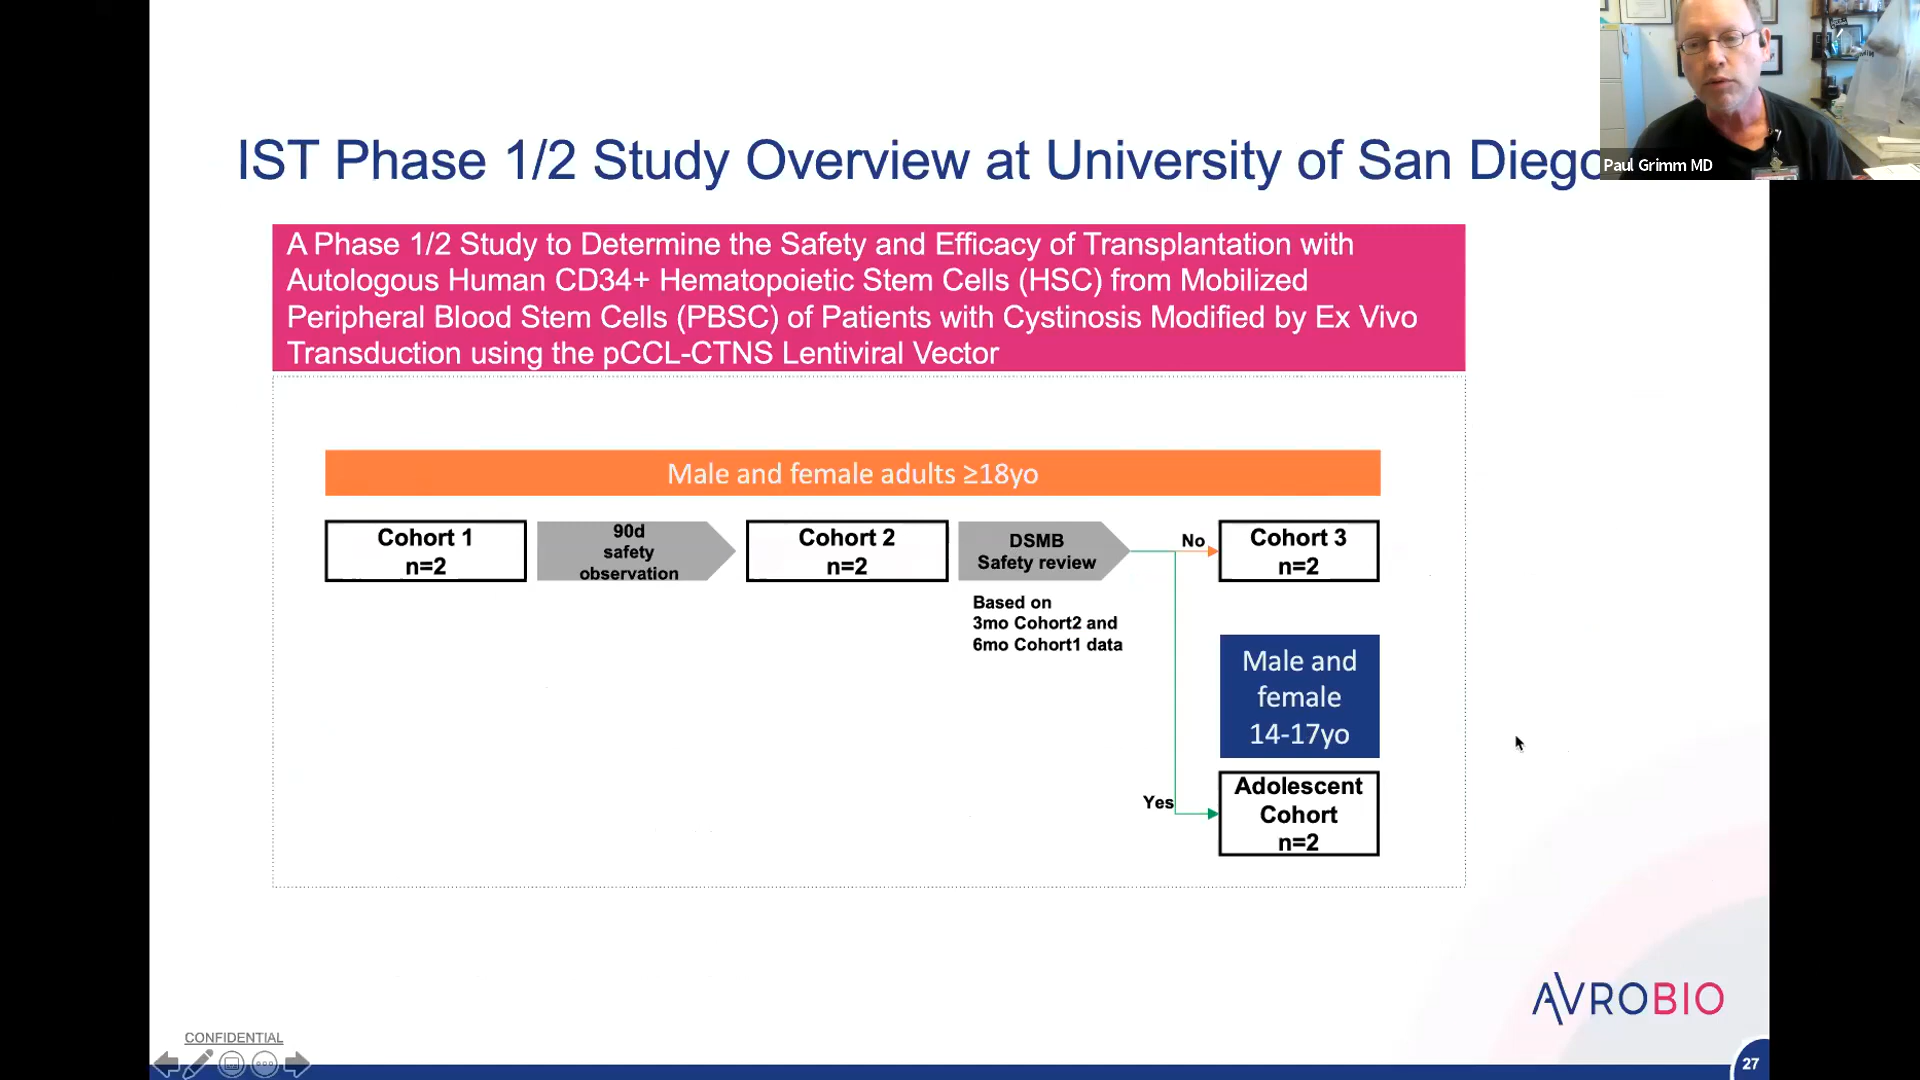 IST Phase 1/2 Study Overview at University of San Diego
Paul Grimm MD
A Phase 1/2 Study to Determine the Safety and Efficacy of Transplantation with
Autologous Human CD34+ Hematopoietic Stem Cells (HSC) from Mobilized
Peripheral Blood Stem Cells (PBSC) of Patients with Cystinosis Modified by Ex Vivo
Transduction using the pCCL-CTNS Lentiviral Vector
Male and female adults ≥18yo
Cohort 1
n=2
90d
safety
observation
Cohort 2
n=2
DSMB
Safety review
Based on
3mo Cohort2 and
6mo Cohort1 data
No
Cohort 3
n=2
Male and
female
14-17yo
Yes
Adolescent
Cohort
n=2
AVROBIO
CONFIDENTIAL
27